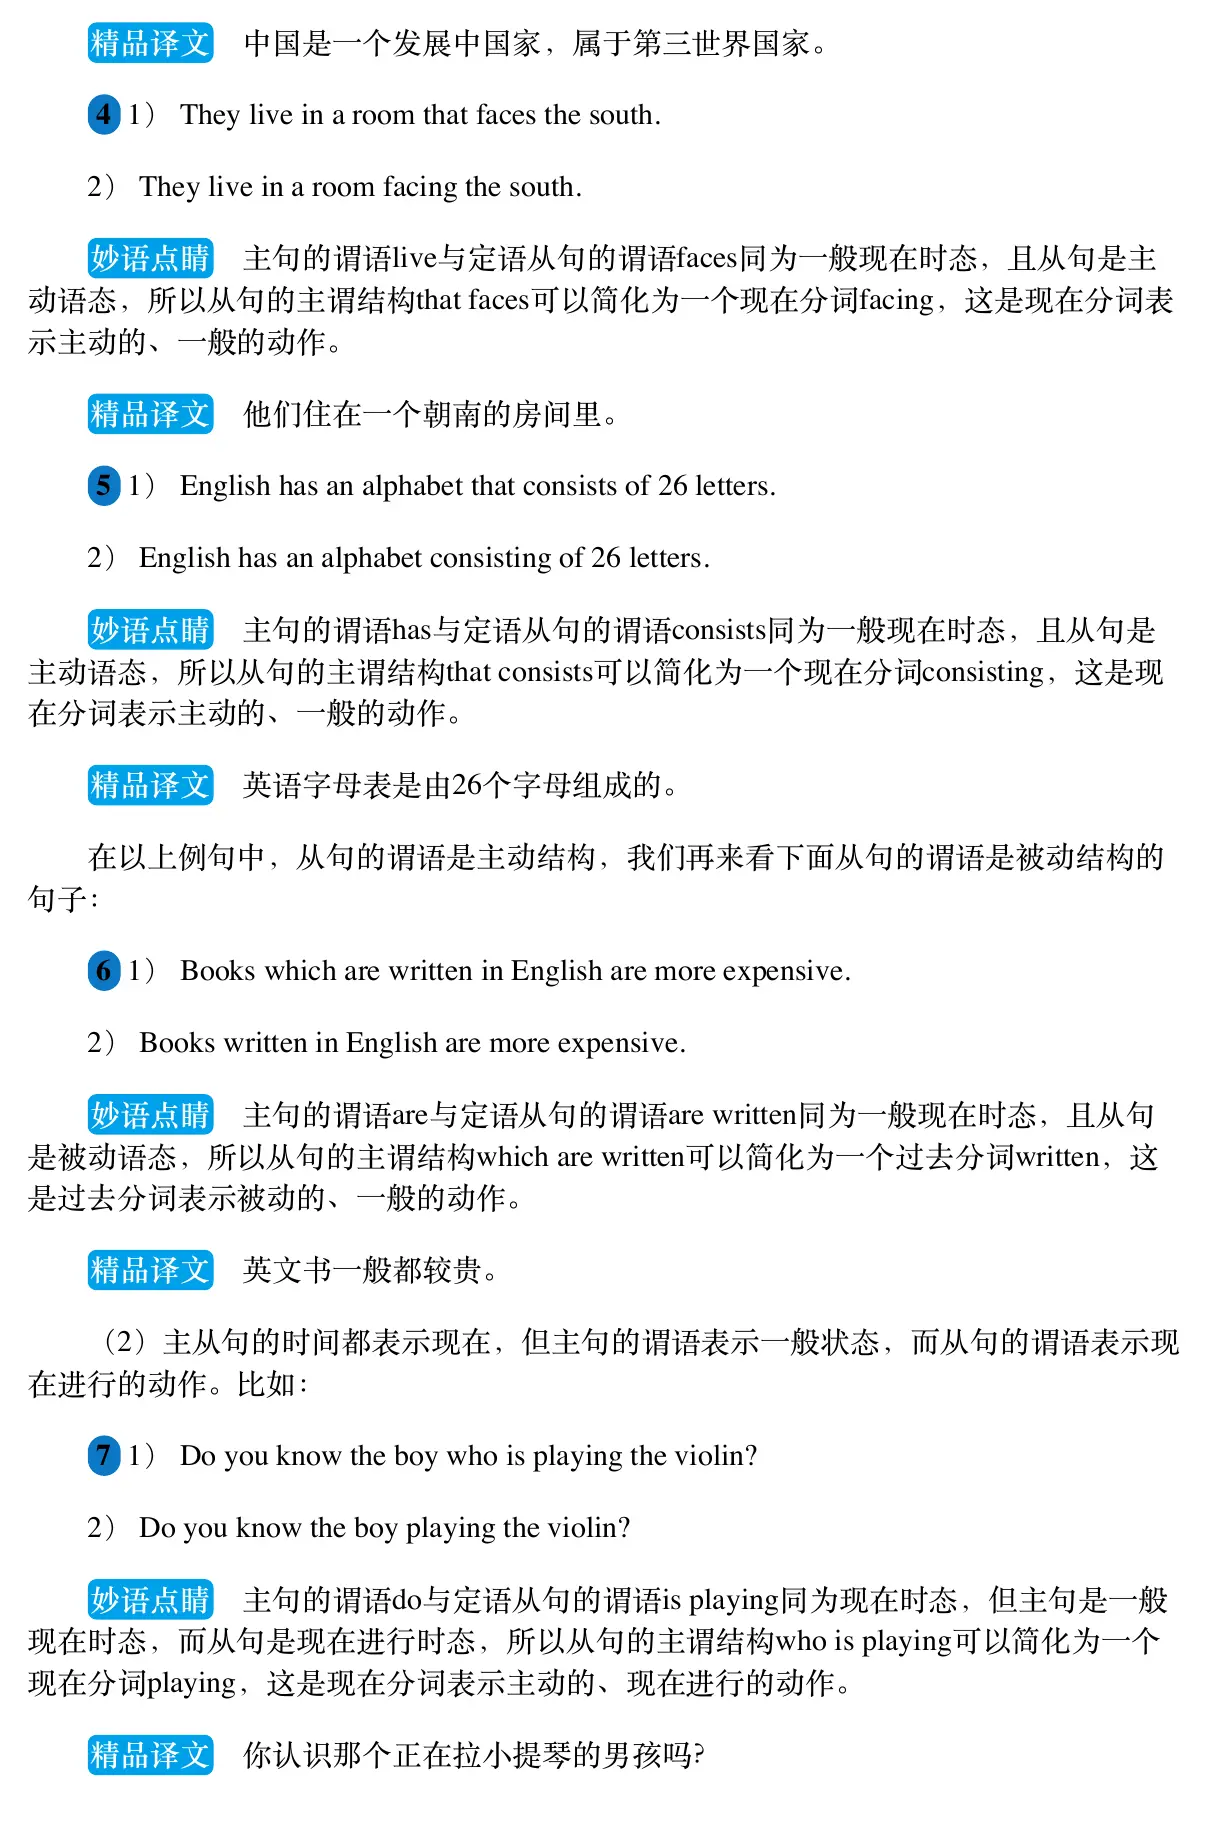 精品译文 中国是一个发展中国家，属于第三世界国家。
4 1） They live in a room that faces the south.
2） They live in a room facing the south.
妙语点睛 主句的谓语live与定语从句的谓语faces同为一般现在时态，且从句是主
动语态，所以从句的主谓结构that faces可以简化为一个现在分词facing，这是现在分词表
示主动的、一般的动作。
精品译文 他们住在一个朝南的房间里。
5 1） English has an alphabet that consists of 26 letters.
2） English has an alphabet consisting of 26 letters.
妙语点睛 主句的谓语has与定语从句的谓语consists同为一般现在时态，且从句是
主动语态，所以从句的主谓结构that consists可以简化为一个现在分词consisting，这是现
在分词表示主动的、一般的动作。
精品译文 英语字母表是由26个字母组成的。
在以上例句中，从句的谓语是主动结构，我们再来看下面从句的谓语是被动结构的
句子：
6 1） Books which are written in English are more expensive.
2） Books written in English are more expensive.
妙语点睛 主句的谓语are与定语从句的谓语are written同为一般现在时态，且从句
是被动语态，所以从句的主谓结构which are written可以简化为一个过去分词written，这
是过去分词表示被动的、一般的动作。
精品译文 英文书一般都较贵。
（2）主从句的时间都表示现在，但主句的谓语表示一般状态，而从句的谓语表示现
在进行的动作。比如：
7 1） Do you know the boy who is playing the violin?
2） Do you know the boy playing the violin?
妙语点睛 主句的谓语do与定语从句的谓语is playing同为现在时态，但主句是一般
现在时态，而从句是现在进行时态，所以从句的主谓结构who is playing可以简化为一个
现在分词playing，这是现在分词表示主动的、现在进行的动作。
精品译文 你认识那个正在拉小提琴的男孩吗?